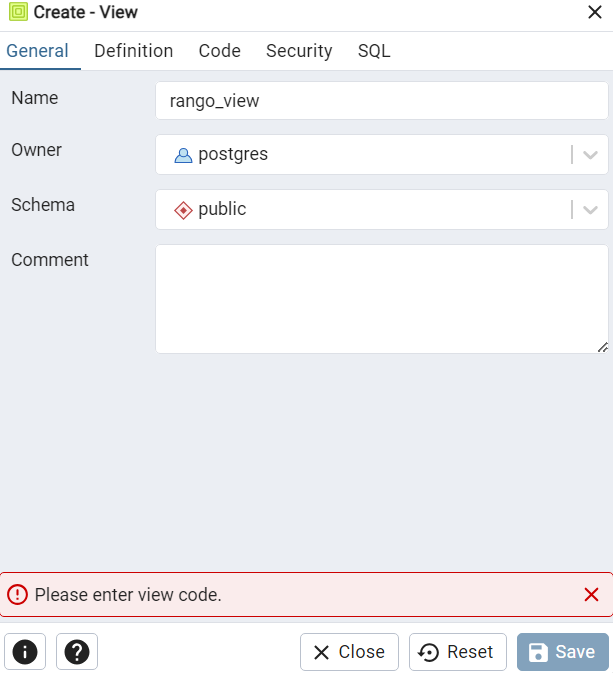 Create - View
General Definition Code Security SQL
Name rango_view
Owner postgres
Schema public
Comment
Please enter view code.
Close Reset Save